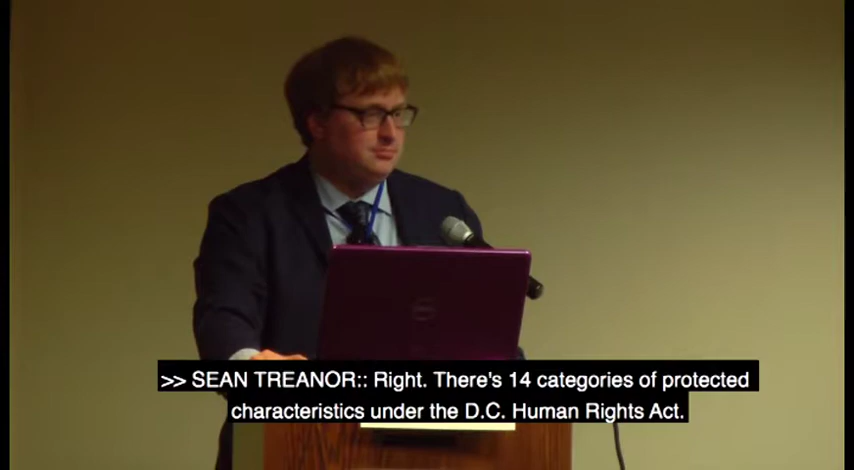 >> SEAN TREANOR:: Right. There's 14 categories of protected
characteristics under the D.C. Human Rights Act.